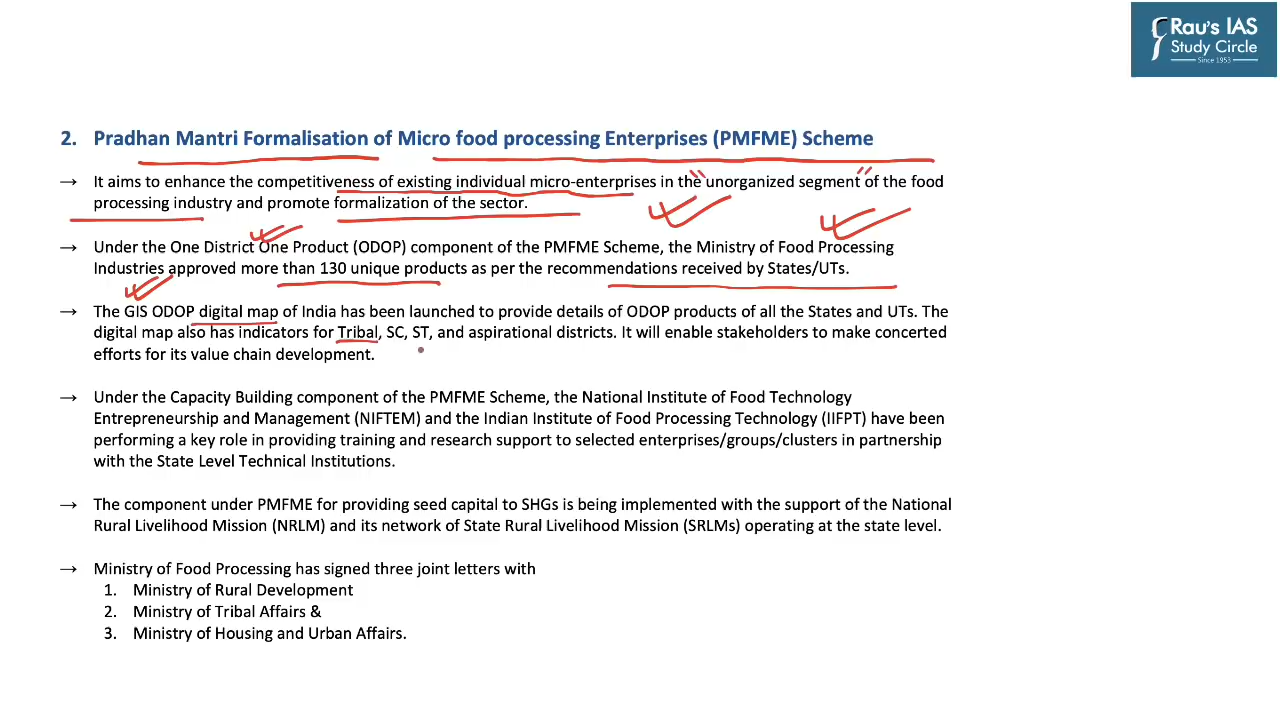 Rau's IAS
Study Circle
Since 1953
2. Pradhan Mantri Formalisation of Micro food processing Enterprises (PMFME) Scheme
→ It aims to enhance the competitiveness of existing individual micro-enterprises in the unorganized segment of the food
processing industry and promote formalization of the sector.
→ Under the One District One Product (ODOP) component of the PMFME Scheme, the Ministry of Food Processing
Industries approved more than 130 unique products as per the recommendations received by States/UTs.
→ The GIS ODOP digital map of India has been launched to provide details of ODOP products of all the States and UTs. The
digital map also has indicators for Tribal, SC, ST, and aspirational districts. It will enable stakeholders to make concerted
efforts for its value chain development.
→ Under the Capacity Building component of the PMFME Scheme, the National Institute of Food Technology
Entrepreneurship and Management (NIFTEM) and the Indian Institute of Food Processing Technology (IIFPT) have been
performing a key role in providing training and research support to selected enterprises/groups/clusters in partnership
with the State Level Technical Institutions.
→ The component under PMFME for providing seed capital to SHGs is being implemented with the support of the National
Rural Livelihood Mission (NRLM) and its network of State Rural Livelihood Mission (SRLMs) operating at the state level.
→ Ministry of Food Processing has signed three joint letters with
1. Ministry of Rural Development
2. Ministry of Tribal Affairs &
3. Ministry of Housing and Urban Affairs.